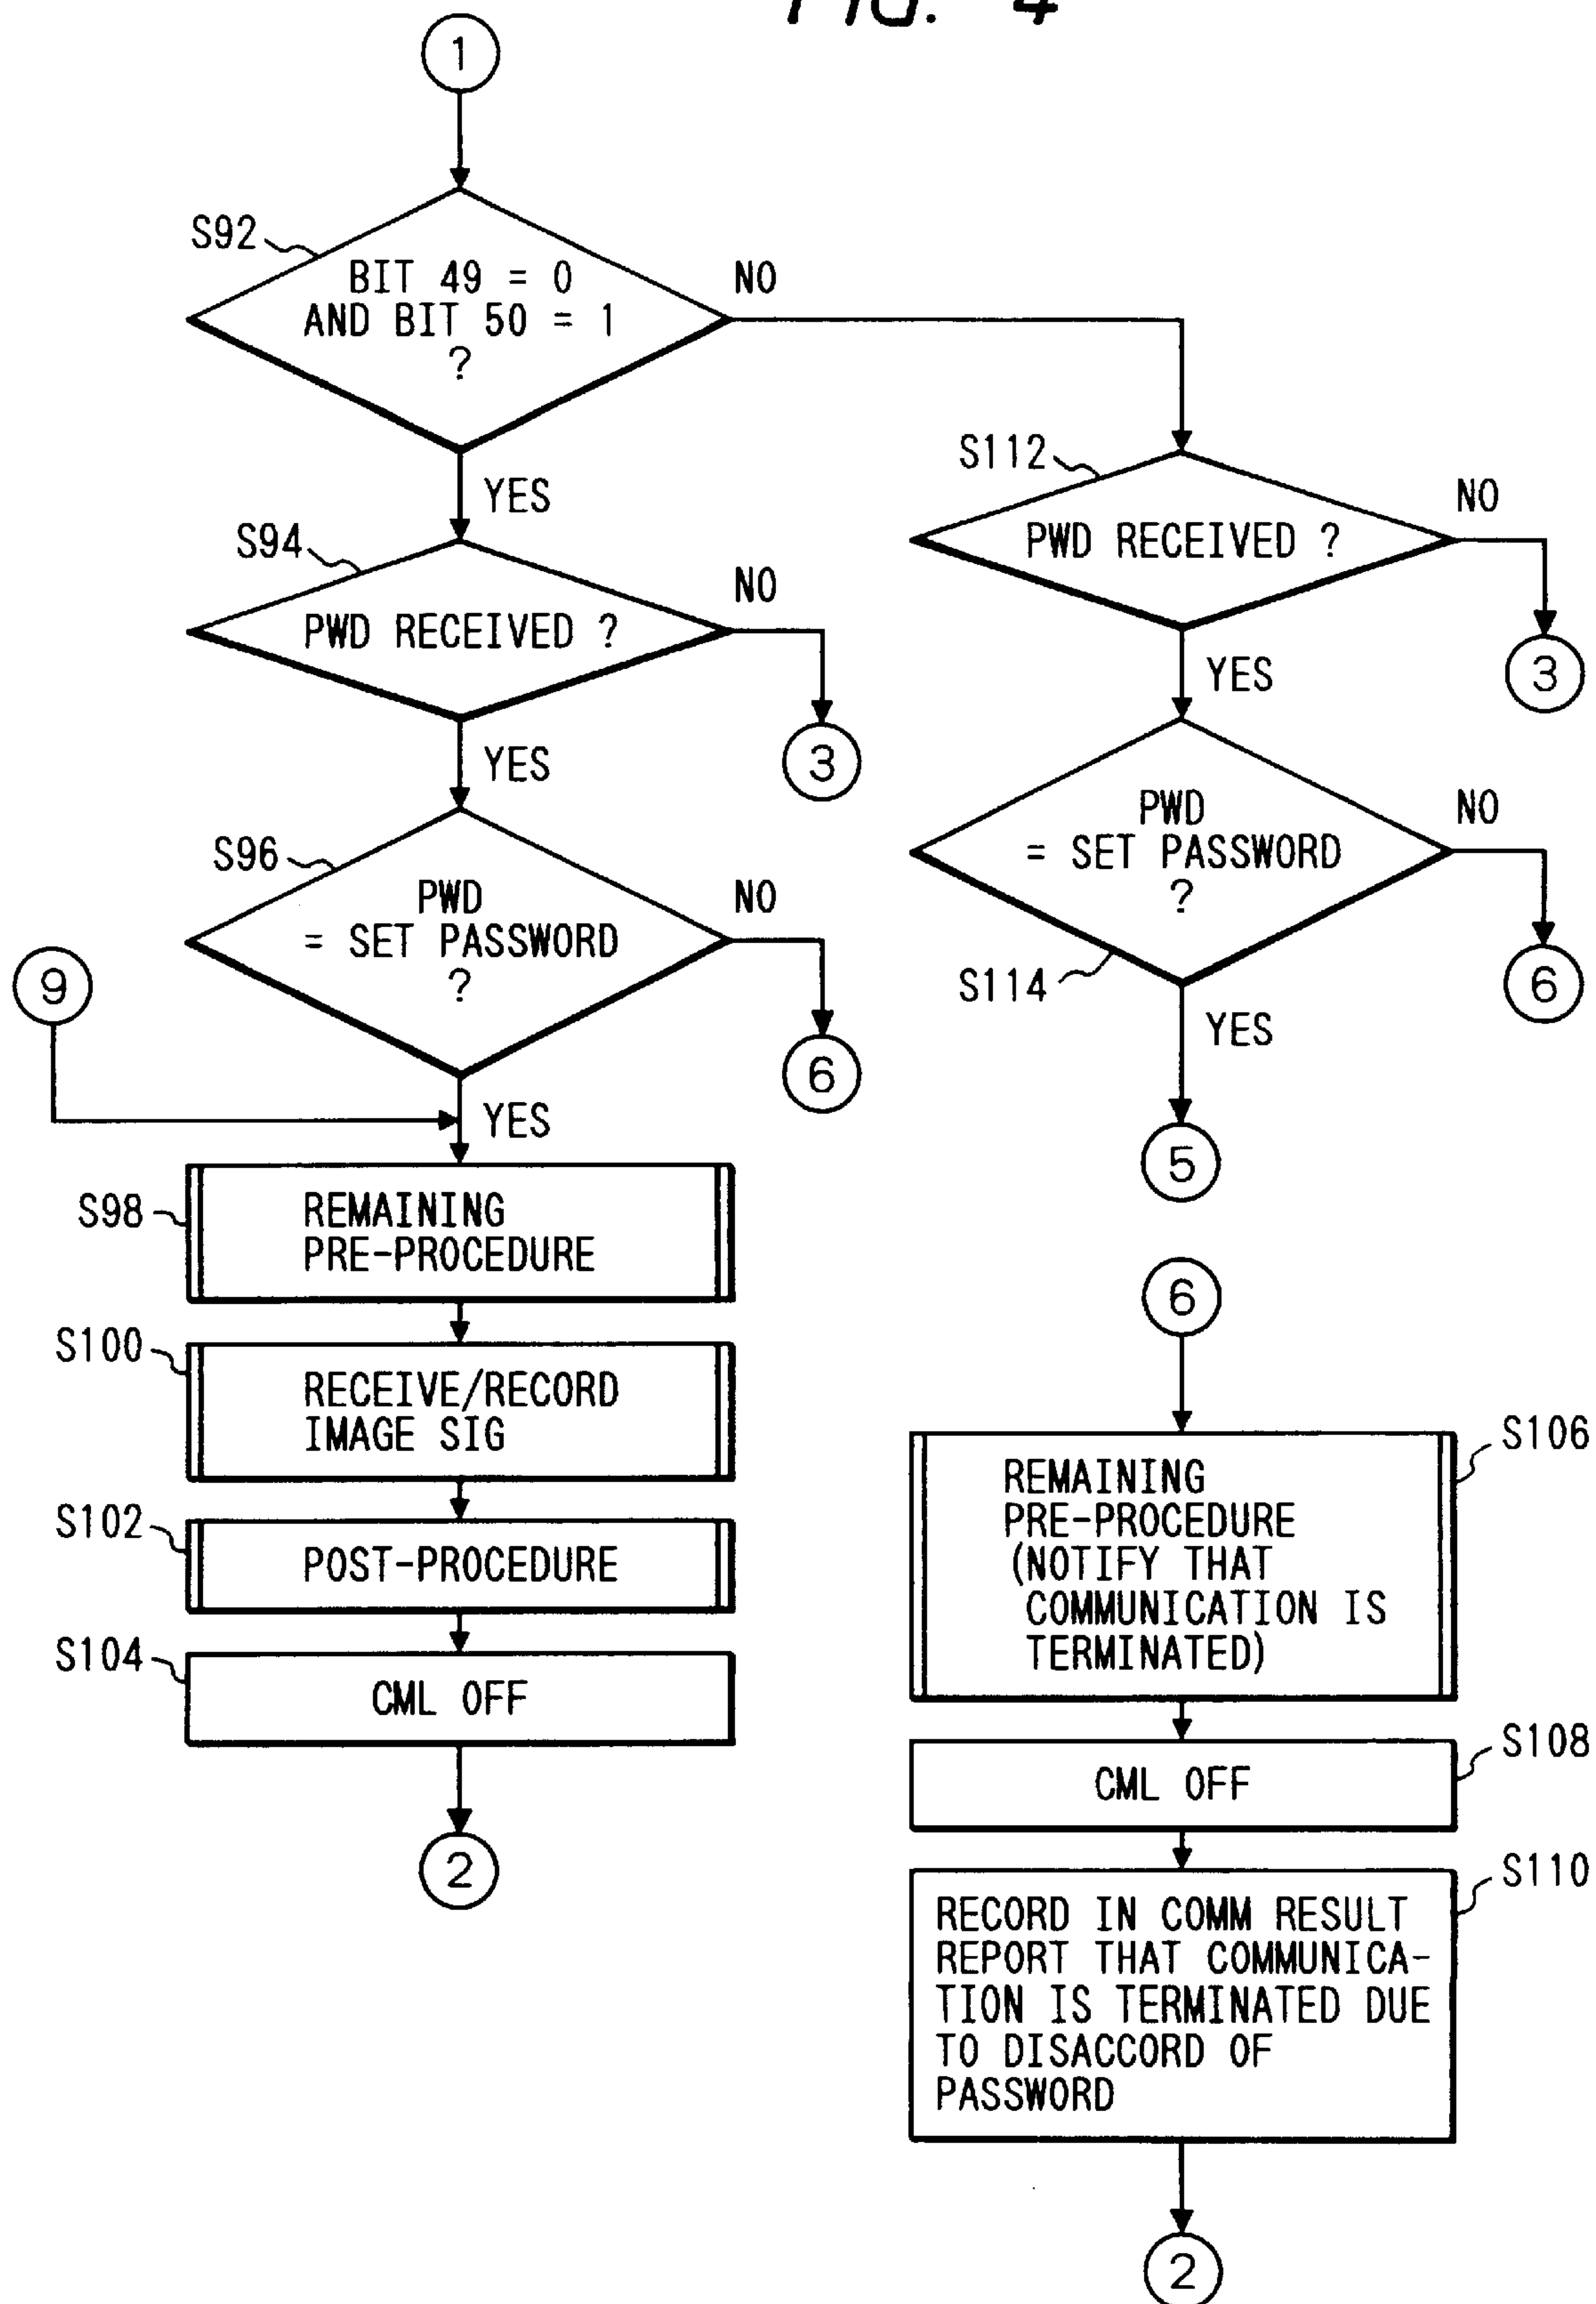 FIG. 4
1
S92
BIT 49 = 0
AND BIT 50 = 1
?
NO
YES
S94
PWD RECEIVED ?
NO
3
YES
S96
PWD
= SET PASSWORD
?
NO
6
9
YES
S98
REMAINING
PRE-PROCEDURE
S100
RECEIVE/RECORD
IMAGE SIG
S102
POST-PROCEDURE
S104
CML OFF
2
S112
PWD RECEIVED ?
NO
3
YES
PWD
= SET PASSWORD
?
NO
6
S114
YES
5
6
S106
REMAINING
PRE-PROCEDURE
(NOTIFY THAT
COMMUNICATION IS
TERMINATED)
S108
CML OFF
S110
RECORD IN COMM RESULT
REPORT THAT COMMUNICA-
TION IS TERMINATED DUE
TO DISACCORD OF
PASSWORD
2